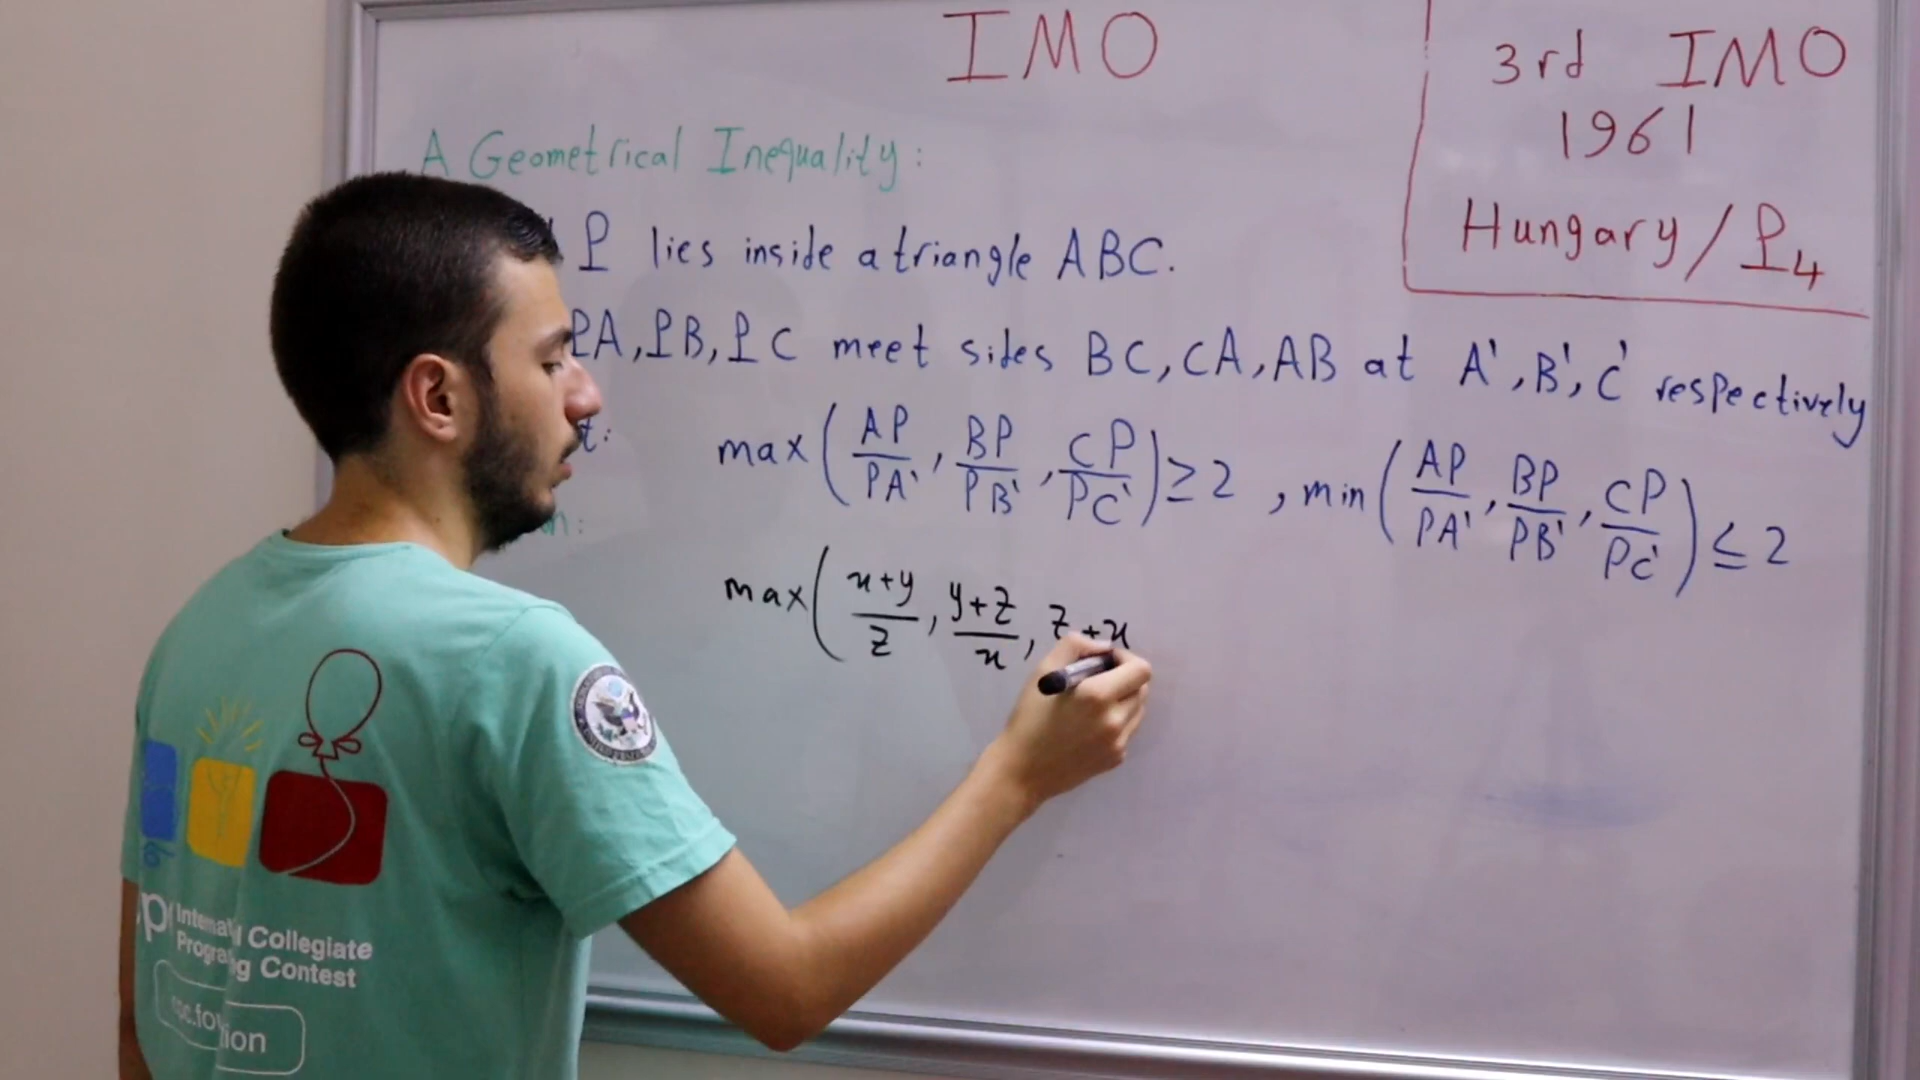 IMO
3rd IMO
1961
Hungary / P4
A Geometrical Inequality:
P lies inside a triangle ABC.
PA, PB, PC meet sides BC, CA, AB at A', B', C' respectively
t: max(AP/PA', BP/PB', CP/PC') ≥ 2, min(AP/PA', BP/PB', CP/PC') ≤ 2
n:
max(x+y/z, y+z/x, z+x
International Collegiate
Programming Contest